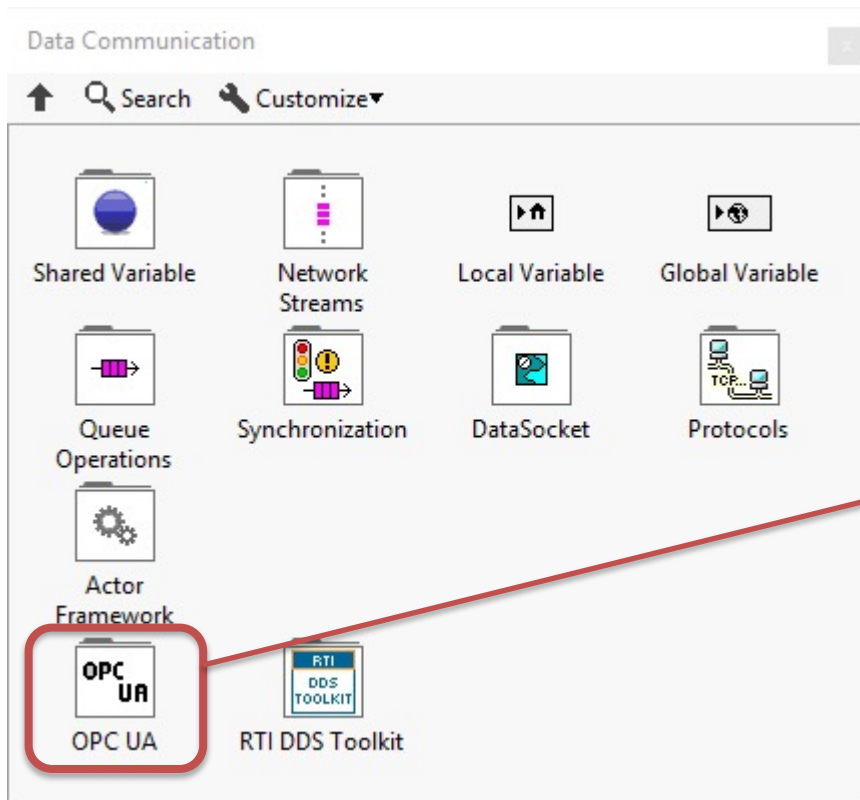 Data Communication
x
Search
Customize
Shared Variable
Network
Streams
Local Variable
Global Variable
Queue
Operations
Synchronization
DataSocket
TCP...
Protocols
Actor
Framework
OPC
UA
OPC UA
RTI
DDS
TOOLKIT
RTI DDS Toolkit